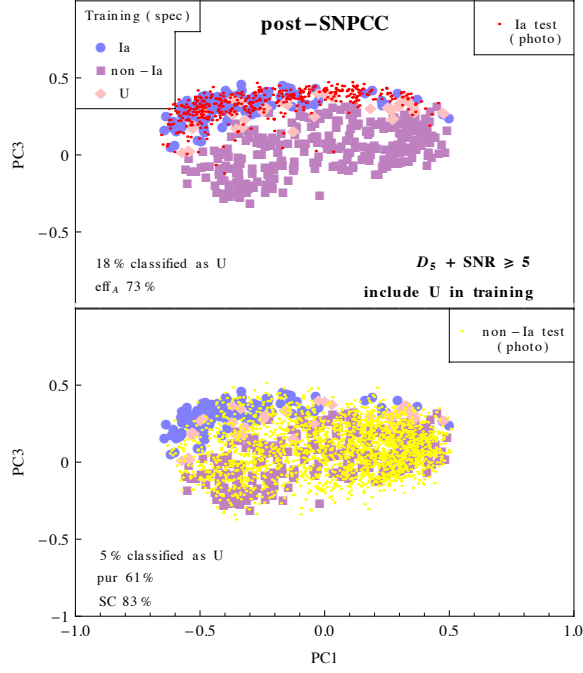 Training ( spec )
Ia
non − Ia
U
post−SNPCC
Ia test
( photo )
PC3
0.5
0
−0.5
18 % classified as U
eff_A 73 %
D_5 + SNR ⩾ 5
include U in training
non − Ia test
( photo )
PC3
0.5
0
−0.5
−1
5 % classified as U
pur 61 %
SC 83 %
−1.0
−0.5
0.0
0.5
1.0
PC1